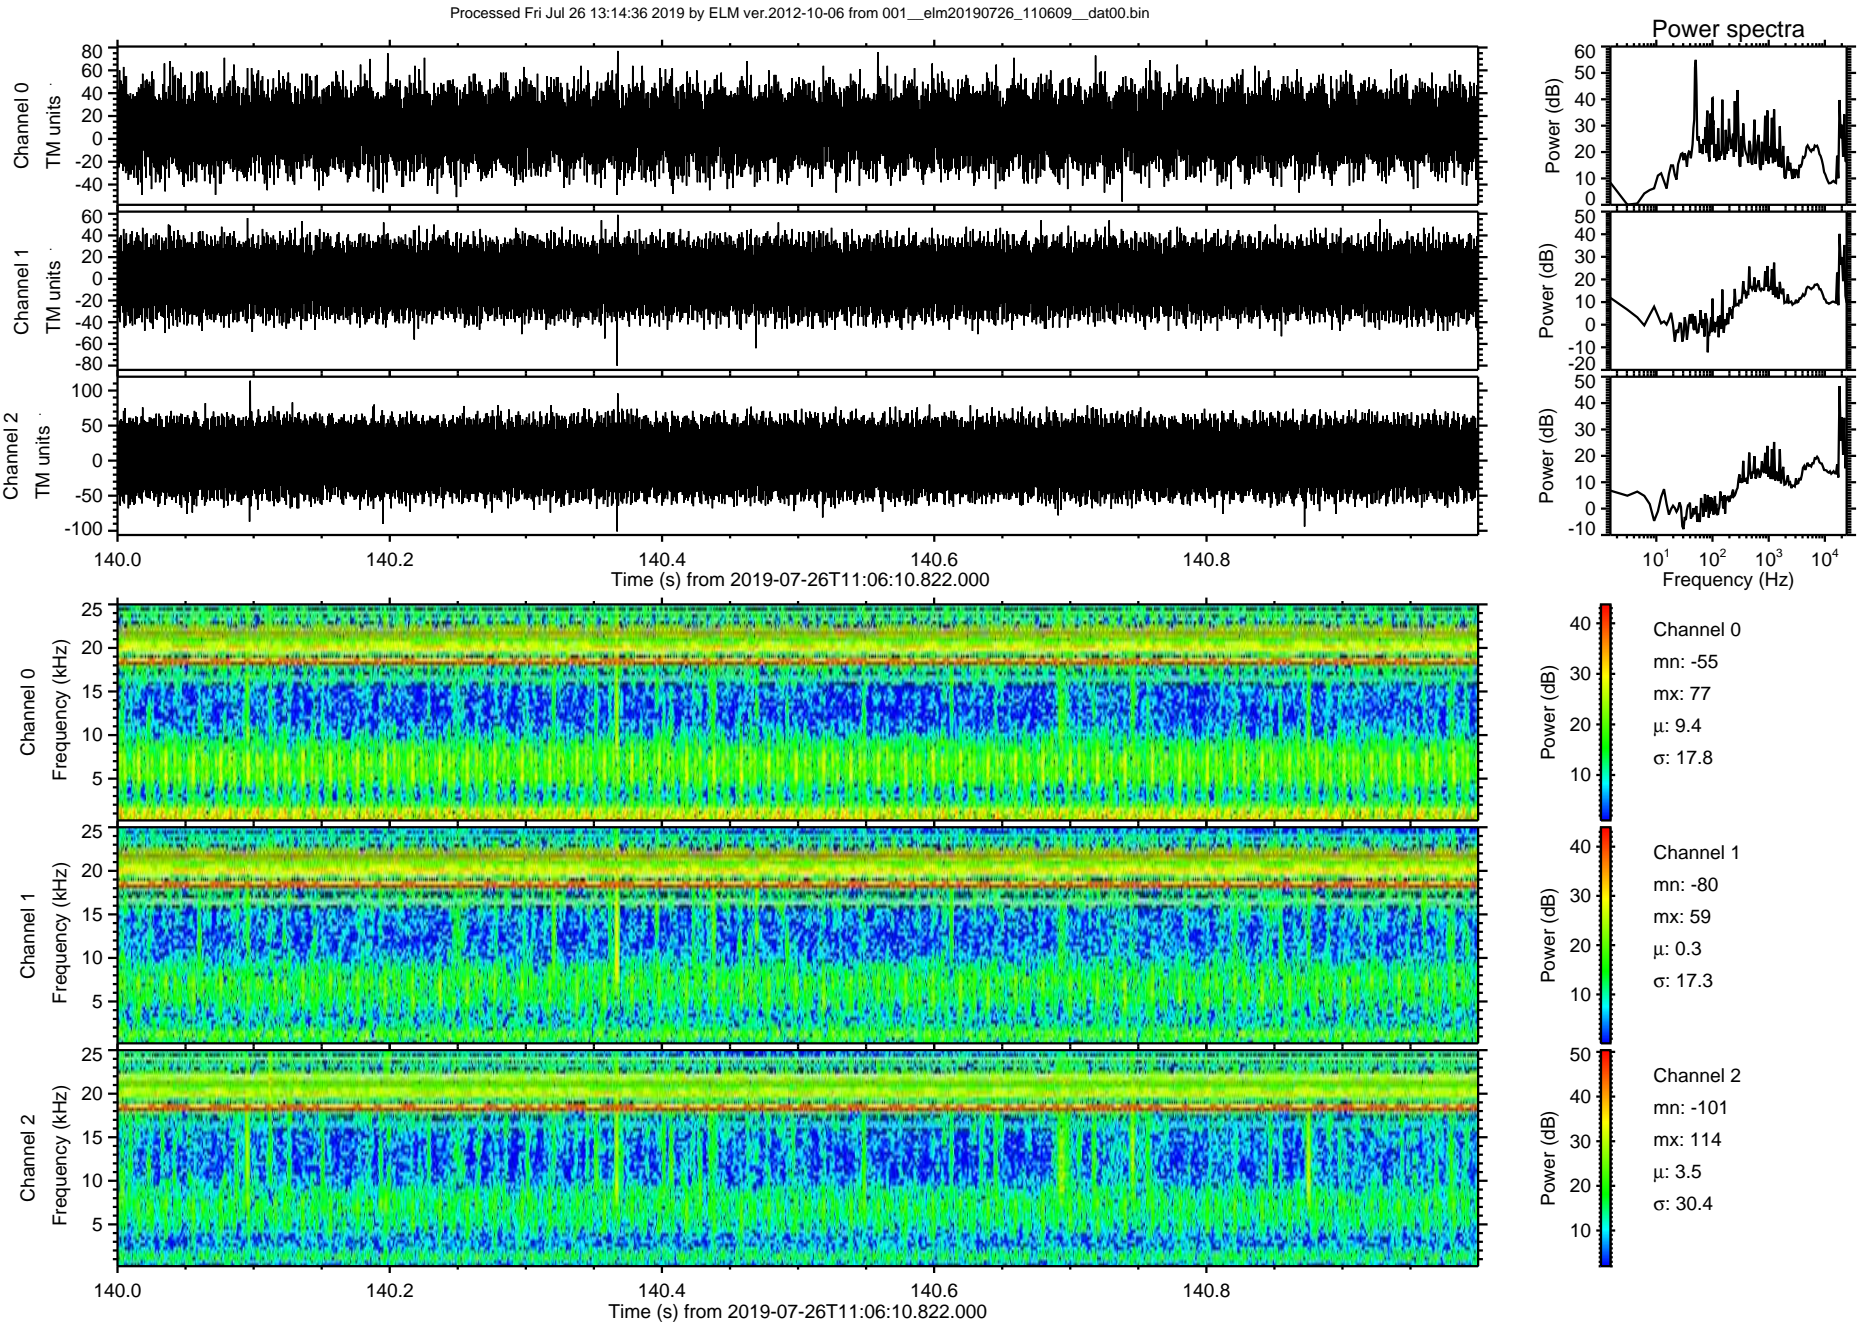 Processed Fri Jul 26 13:14:36 2019 by ELM ver.2012-10-06 from 001__elm20190726_110609__dat00.bin
Power spectra
Channel 0
TM units
80
60
40
20
0
-20
-40
Power (dB)
60
50
40
30
20
10
0
Channel 1
TM units
60
40
20
0
-20
-40
-60
-80
Power (dB)
50
40
30
20
10
0
-10
-20
Channel 2
TM units
100
50
0
-50
-100
Power (dB)
50
40
30
20
10
0
-10
140.0 140.2 140.4 140.6 140.8
Time (s) from 2019-07-26T11:06:10.822.000
10^1 10^2 10^3 10^4
Frequency (Hz)
Channel 0
Frequency (kHz)
25
20
15
10
5
Power (dB)
40
30
20
10
Channel 0
mn: -55
mx: 77
μ: 9.4
σ: 17.8
Channel 1
Frequency (kHz)
25
20
15
10
5
Power (dB)
40
30
20
10
Channel 1
mn: -80
mx: 59
μ: 0.3
σ: 17.3
Channel 2
Frequency (kHz)
25
20
15
10
5
Power (dB)
50
40
30
20
10
Channel 2
mn: -101
mx: 114
μ: 3.5
σ: 30.4
140.0 140.2 140.4 140.6 140.8
Time (s) from 2019-07-26T11:06:10.822.000